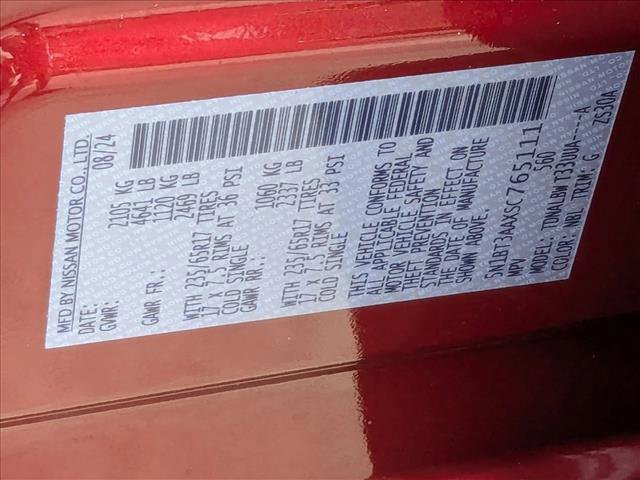 MFD BY NISSAN MOTOR CO., LTD.
DATE: 08/24
GVWR: 2105 KG
4641 LB
GAWR FR.: 1120 KG
2469 LB
WITH 235/65R17 TIRES
17 X 7.5 RIMS AT 36 PSI
COLD SINGLE
GAWR RR.: 1060 KG
2337 LB
WITH 235/65R17 TIRES
17 X 7.5 RIMS AT 33 PSI
COLD SINGLE
THIS VEHICLE CONFORMS TO
ALL APPLICABLE FEDERAL
MOTOR VEHICLE SAFETY AND
THEFT PREVENTION
STANDARDS IN EFFECT ON
THE DATE OF MANUFACTURE
SHOWN ABOVE.
5N1BT3AAXSC765111
MPV S60
MODEL: TDNALBW T33UUA----A
COLOR: NBL TRIM: G ZS30A